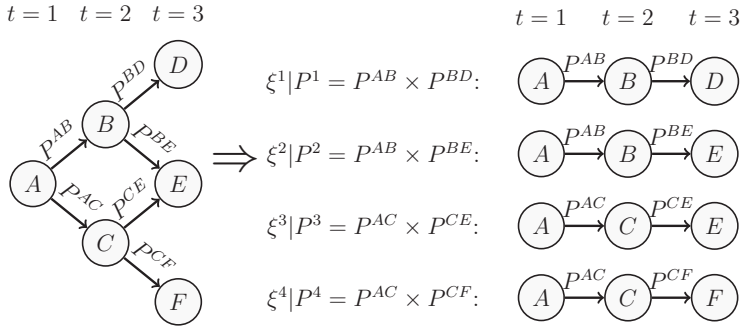 t = 1 t = 2 t = 3
t = 1 t = 2 t = 3
A
B
C
D
E
F
P^{AB}
P^{AC}
P^{BD}
P^{BE}
P^{CE}
P^{CF}
⇒
ξ^1|P^1 = P^{AB} × P^{BD}: A P^{AB} B P^{BD} D
ξ^2|P^2 = P^{AB} × P^{BE}: A P^{AB} B P^{BE} E
ξ^3|P^3 = P^{AC} × P^{CE}: A P^{AC} C P^{CE} E
ξ^4|P^4 = P^{AC} × P^{CF}: A P^{AC} C P^{CF} F